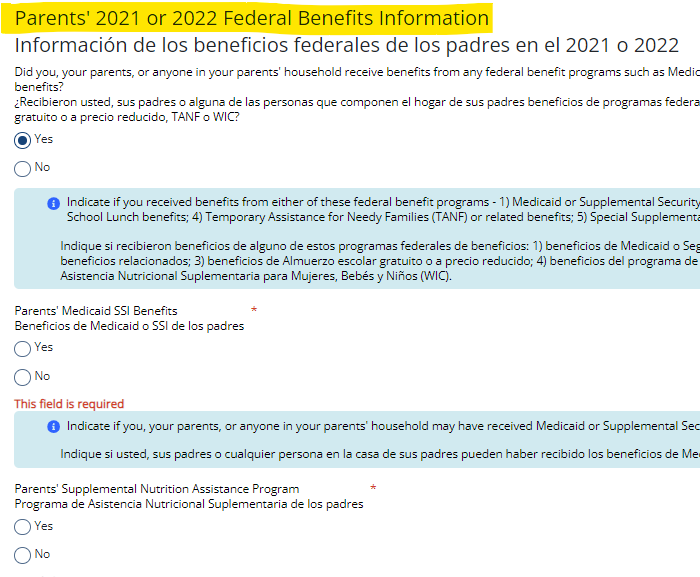 Parents' 2021 or 2022 Federal Benefits Information
Información de los beneficios federales de los padres en el 2021 o 2022
Did you, your parents, or anyone in your parents' household receive benefits from any federal benefit programs such as
benefits?
¿Recibieron usted, sus padres o alguna de las personas que componen el hogar de sus padres beneficios de programas
gratuito o a precio reducido, TANF o WIC?
Yes
No
Indicate if you received benefits from either of these federal benefit programs - 1) Medicaid or Supplemental Security
School Lunch benefits; 4) Temporary Assistance for Needy Families (TANF) or related benefits; 5) Special
Indique si recibieron beneficios de alguno de estos programas federales de beneficios: 1) beneficios de Medicaid o
beneficios relacionados; 3) beneficios de Almuerzo escolar gratuito o a precio reducido; 4) beneficios del programa de
Asistencia Nutricional Suplementaria para Mujeres, Bebés y Niños (WIC).
Parents' Medicaid SSI Benefits *
Beneficios de Medicaid o SSI de los padres
Yes
No
This field is required
Indicate if you, your parents, or anyone in your parents' household may have received Medicaid or Supplemental
Indique si usted, sus padres o cualquier persona en la casa de sus padres pueden haber recibido los beneficios de
Parents' Supplemental Nutrition Assistance Program *
Programa de Asistencia Nutricional Suplementaria de los padres
Yes
No